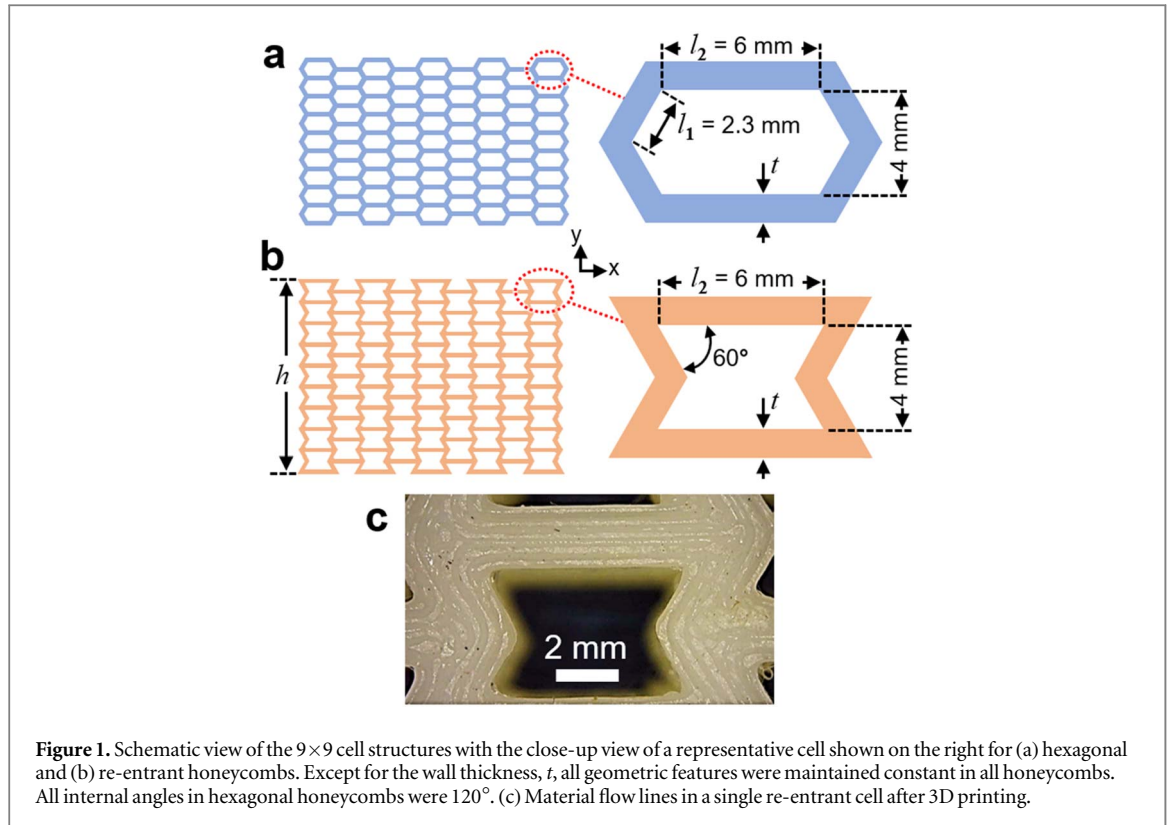 a
l₂ = 6 mm
l₁ = 2.3 mm
t
4 mm
b
y
x
h
l₂ = 6 mm
60°
t
4 mm
c
2 mm
Figure 1. Schematic view of the 9×9 cell structures with the close-up view of a representative cell shown on the right for (a) hexagonal
and (b) re-entrant honeycombs. Except for the wall thickness, t, all geometric features were maintained constant in all honeycombs.
All internal angles in hexagonal honeycombs were 120°. (c) Material flow lines in a single re-entrant cell after 3D printing.